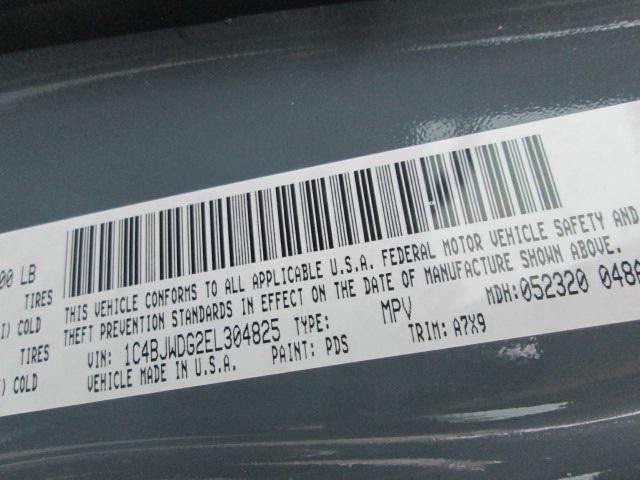 00 LB
TIRES
I) COLD
TIRES
) COLD
THIS VEHICLE CONFORMS TO ALL APPLICABLE U.S.A. FEDERAL MOTOR VEHICLE SAFETY AND
THEFT PREVENTION STANDARDS IN EFFECT ON THE DATE OF MANUFACTURE SHOWN ABOVE.
VIN: 1C4BJWDG2EL304825 TYPE: MPV MDH:052320 048
VEHICLE MADE IN U.S.A. PAINT: PDS TRIM: A7X9